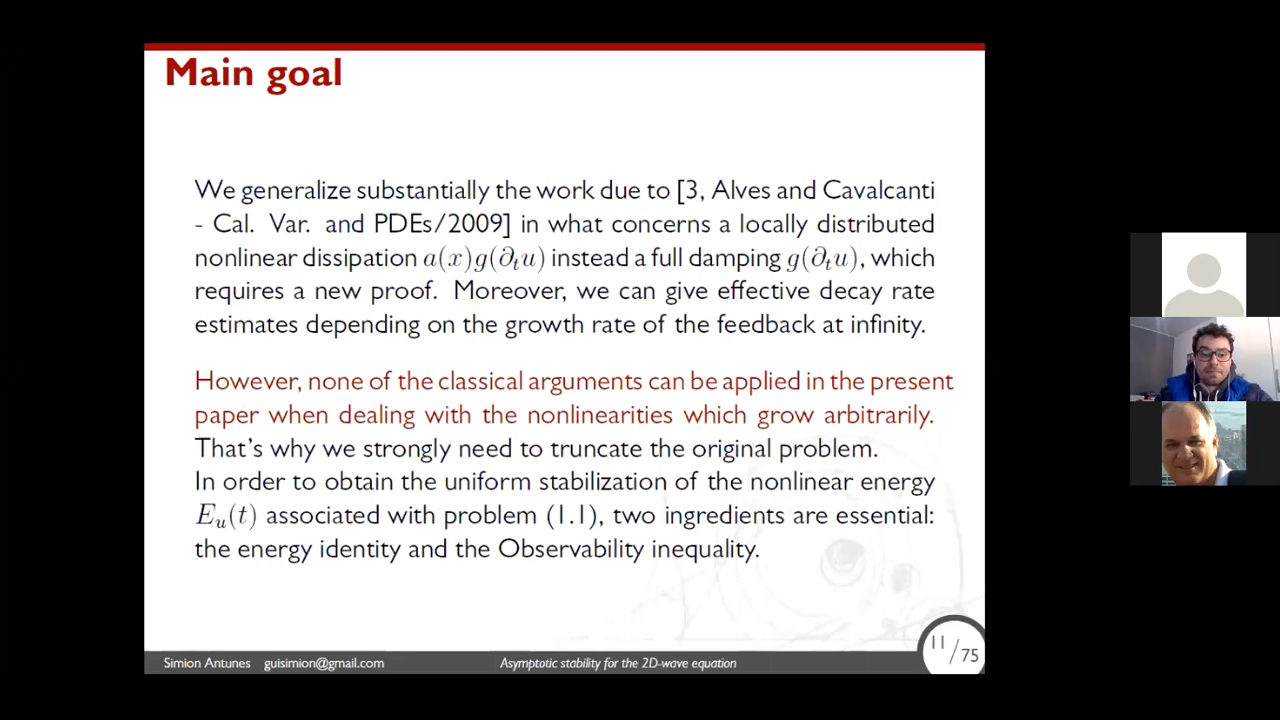 Main goal
We generalize substantially the work due to [3, Alves and Cavalcanti
- Cal. Var. and PDEs/2009] in what concerns a locally distributed
nonlinear dissipation a(x)g(∂ₜu) instead a full damping g(∂ₜu), which
requires a new proof. Moreover, we can give effective decay rate
estimates depending on the growth rate of the feedback at infinity.
However, none of the classical arguments can be applied in the present
paper when dealing with the nonlinearities which grow arbitrarily.
That's why we strongly need to truncate the original problem.
In order to obtain the uniform stabilization of the nonlinear energy
Eᵤ(t) associated with problem (1.1), two ingredients are essential:
the energy identity and the Observability inequality.
Simion Antunes guisimion@gmail.com Asymptotic stability for the 2D-wave equation 11/75